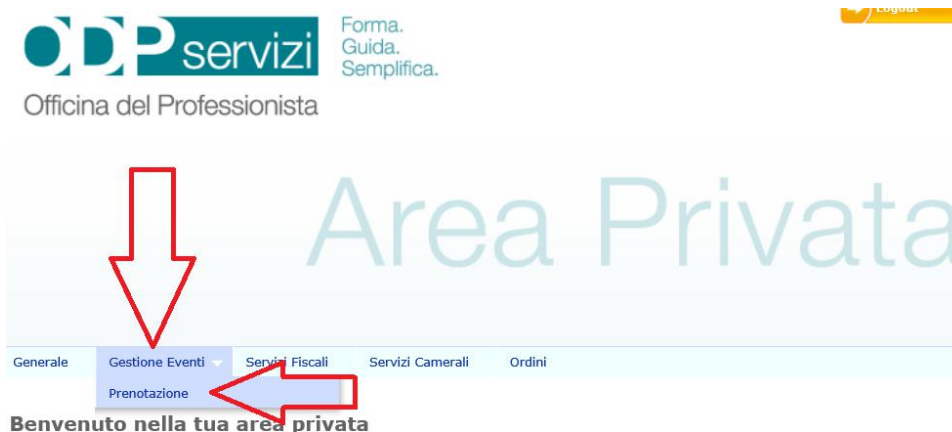 Logout
ODP servizi
Forma.
Guida.
Semplifica.
Officina del Professionista
Area Privata
Generale Gestione Eventi Servizi Fiscali Servizi Camerali Ordini
Prenotazione
Benvenuto nella tua area privata